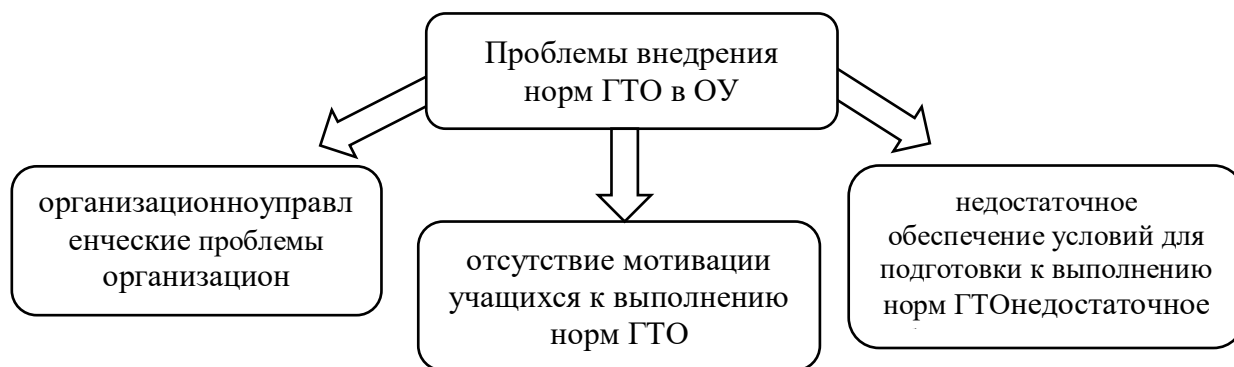 Проблемы внедрения
норм ГТО в ОУ
организационноуправл
енческие проблемы
организацион
отсутствие мотивации
учащихся к выполнению
норм ГТО
недостаточное
обеспечение условий для
подготовки к выполнению
норм ГТОнедостаточное